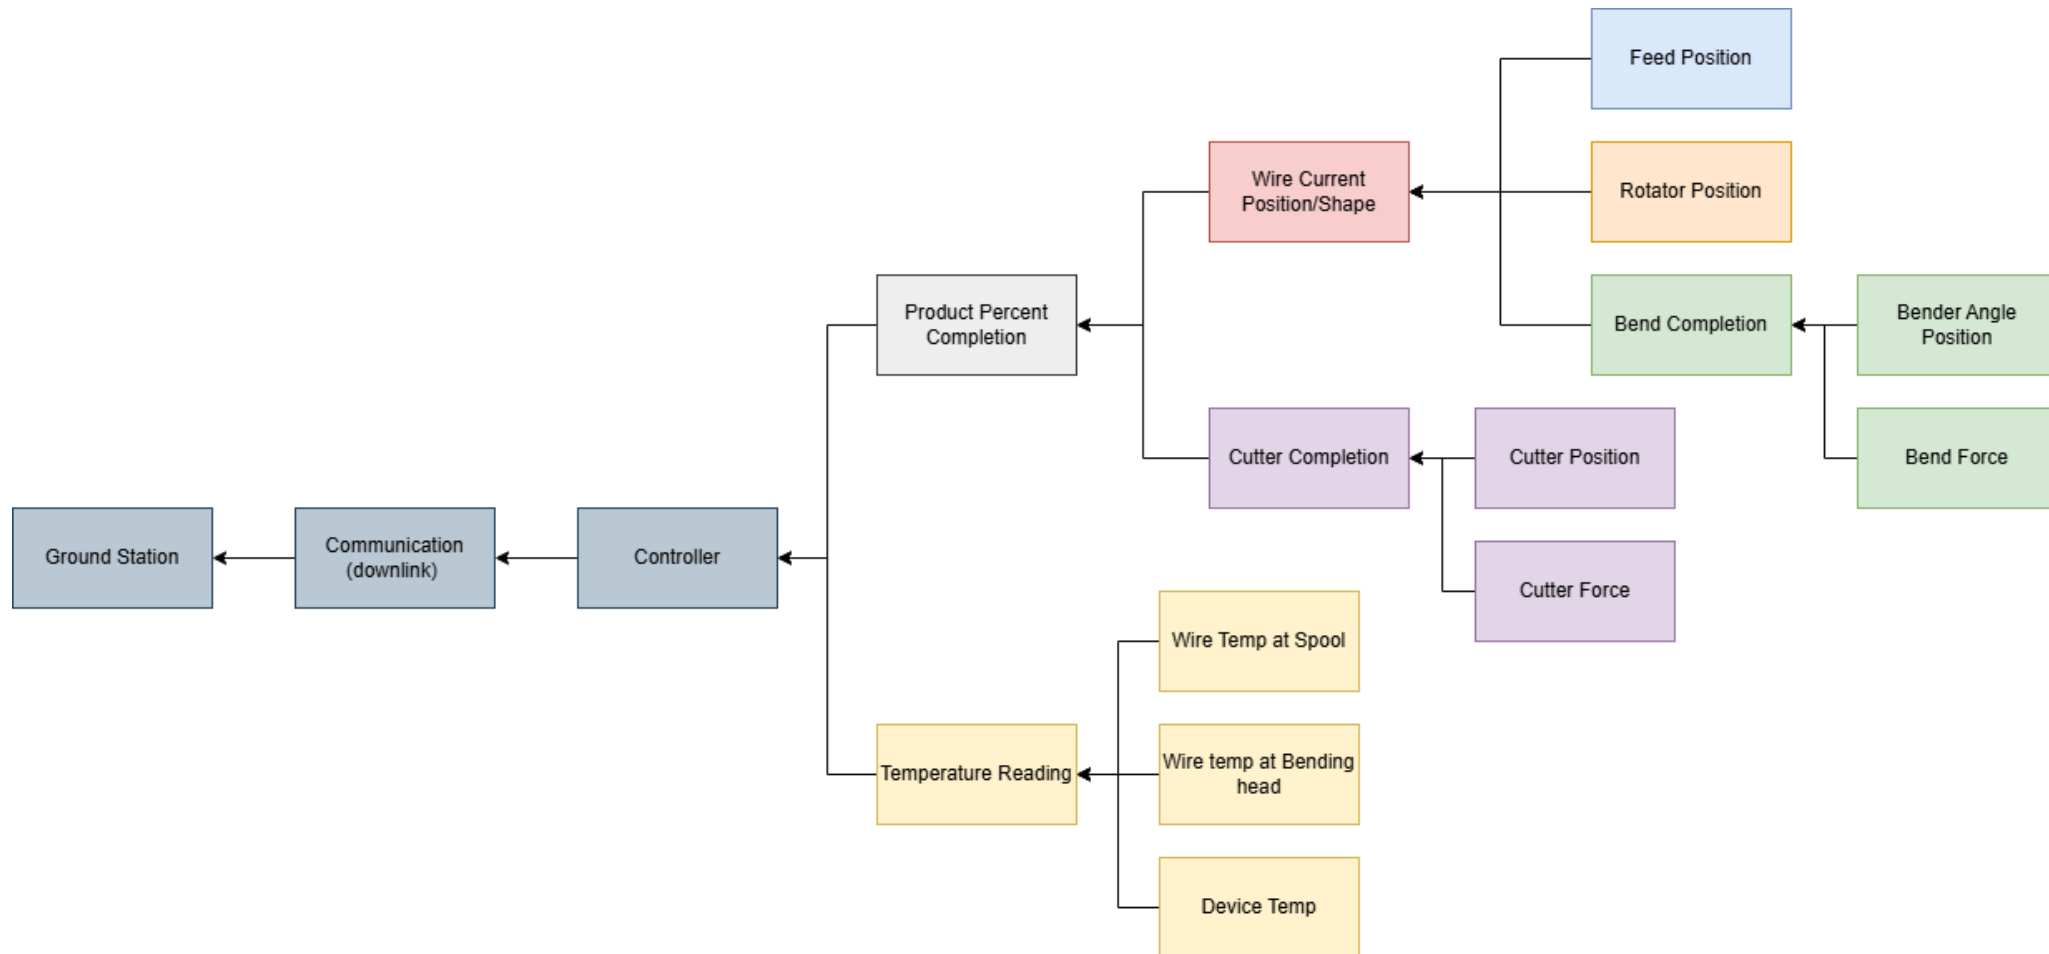 Feed Position
Wire Current
Position/Shape
Rotator Position
Product Percent
Completion
Bend Completion
Bender Angle
Position
Cutter Completion
Cutter Position
Bend Force
Ground Station
Communication
(downlink)
Controller
Cutter Force
Wire Temp at Spool
Temperature Reading
Wire temp at Bending
head
Device Temp